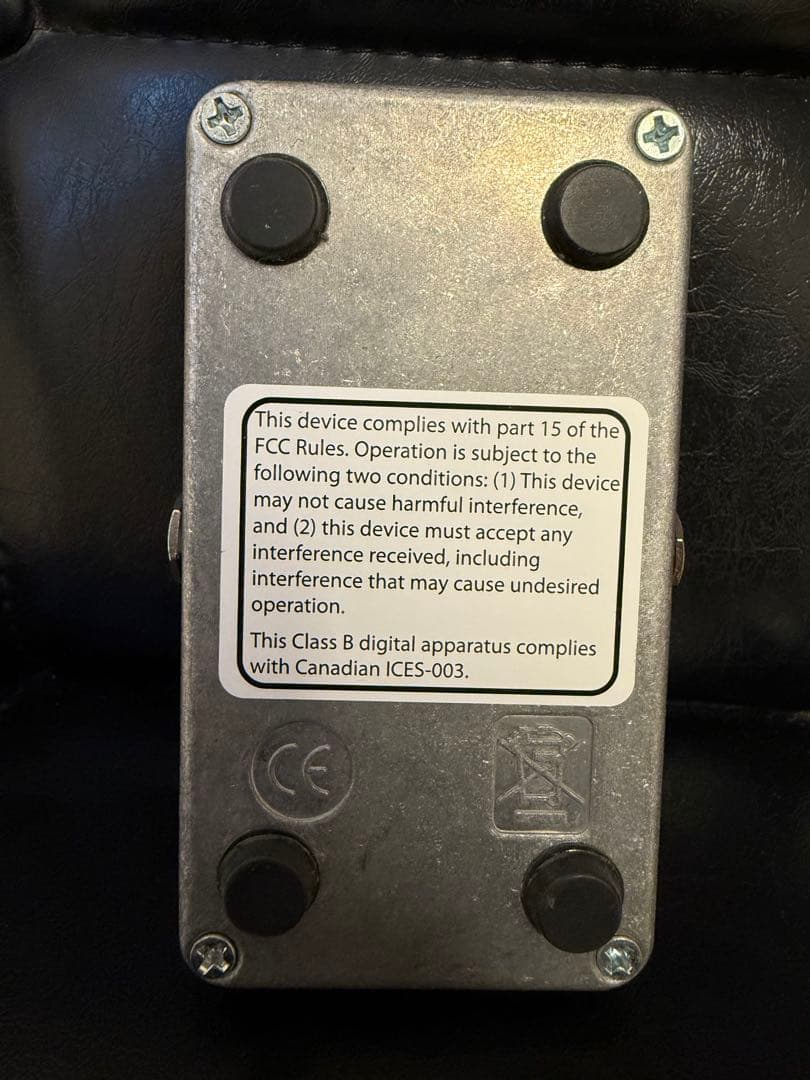 This device complies with part 15 of the
FCC Rules. Operation is subject to the
following two conditions: (1) This device
may not cause harmful interference,
and (2) this device must accept any
interference received, including
interference that may cause undesired
operation.
This Class B digital apparatus complies
with Canadian ICES-003.
CE